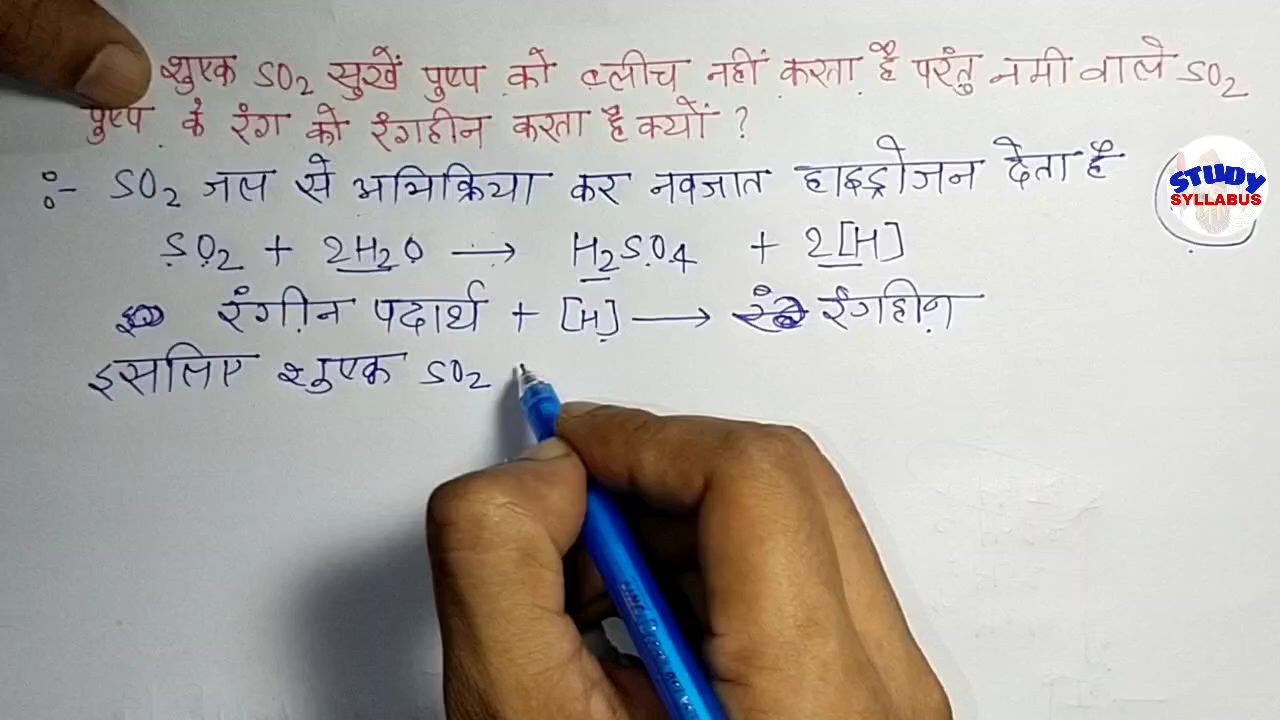 शुष्क SO2 सुखें पुष्प को ब्लीच नहीं करता है परंतु नमी वाले SO2
पुष्प के रंग को रंगहीन करता है क्यों ?
:- SO2 जल से अभिक्रिया कर नवजात हाइड्रोजन देता है
SO2 + 2H2O → H2SO4 + 2[H]
रंगीन पदार्थ + [H] → रंगहीन
इसलिए शुष्क SO2
STUDY
SYLLABUS